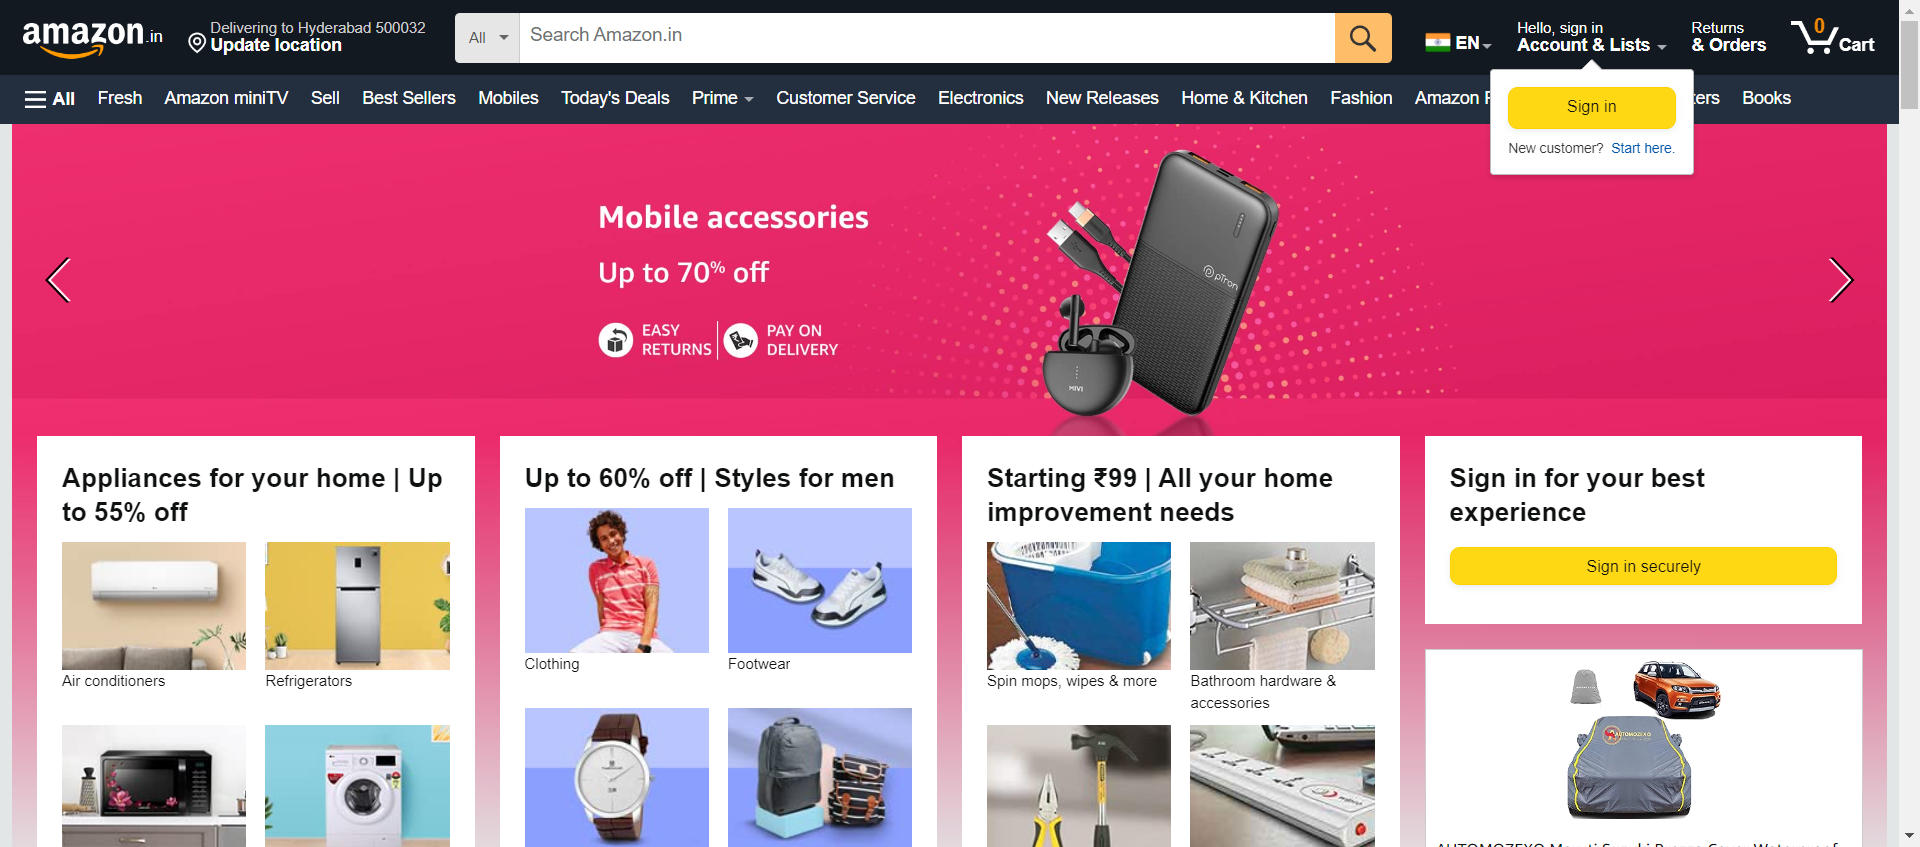 amazon.in
Delivering to Hyderabad 500032
Update location
All
Search Amazon.in
EN
Hello, sign in
Account & Lists
Returns
& Orders
0
Cart
All
Fresh
Amazon miniTV
Sell
Best Sellers
Mobiles
Today's Deals
Prime
Customer Service
Electronics
New Releases
Home & Kitchen
Fashion
Amazon
Books
Sign in
New customer? Start here.
Mobile accessories
Up to 70% off
EASY
RETURNS
PAY ON
DELIVERY
pTron
MIVI
Appliances for your home | Up
to 55% off
Air conditioners
Refrigerators
Up to 60% off | Styles for men
Clothing
Footwear
Starting ₹99 | All your home
improvement needs
Spin mops, wipes & more
Bathroom hardware &
accessories
Sign in for your best
experience
Sign in securely
AUTOMOZEXO